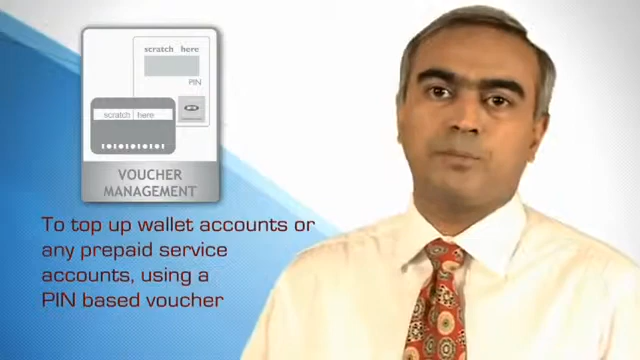 scratch here
PIN
scratch here
VOUCHER
MANAGEMENT
To top up wallet accounts or
any prepaid service
accounts, using a
PIN based voucher